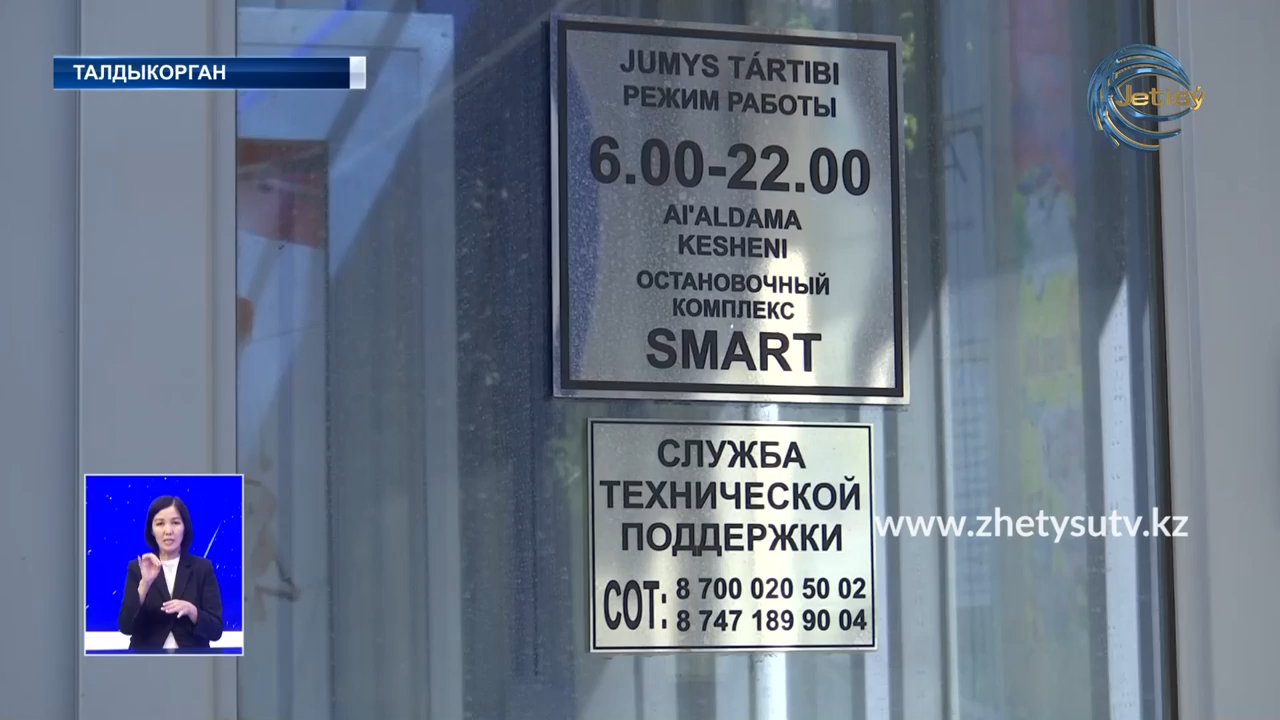 ТАЛДЫКОРГАН
Jetisý
JUMYS TÁRTIBI
РЕЖИМ РАБОТЫ
6.00-22.00
AI'ALDAMA
KESHENI
ОСТАНОВОЧНЫЙ
КОМПЛЕКС
SMART
СЛУЖБА
ТЕХНИЧЕСКОЙ
ПОДДЕРЖКИ
СОТ: 8 700 020 50 02
8 747 189 90 04
www.zhetysutv.kz